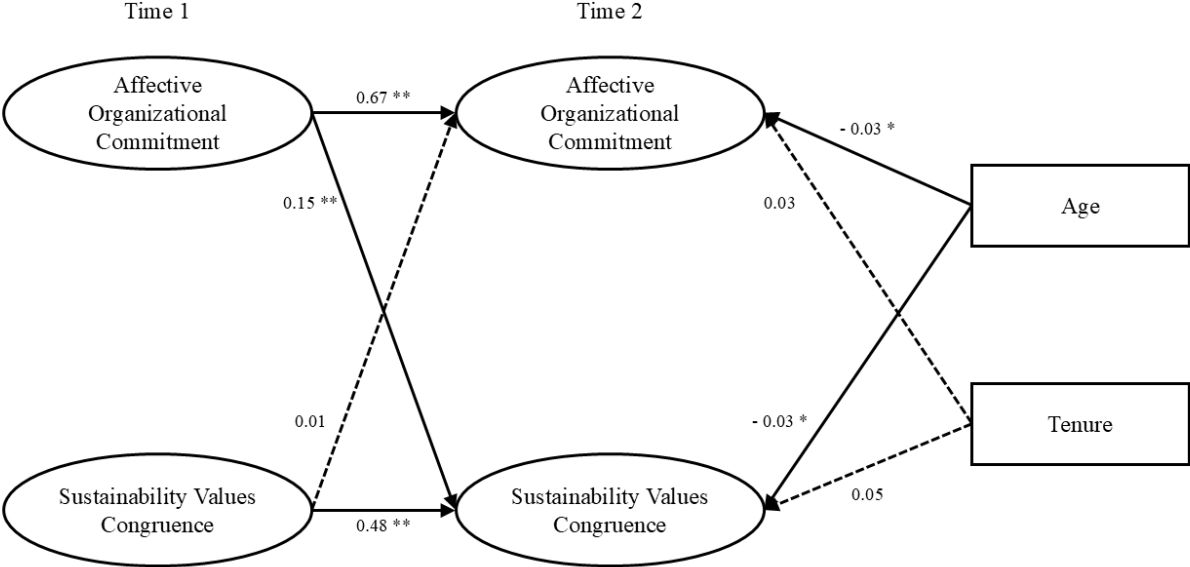 Time 1
Time 2
Affective
Organizational
Commitment
0.67 **
Affective
Organizational
Commitment
- 0.03 *
Age
0.15 **
0.03
0.01
- 0.03 *
Tenure
Sustainability Values
Congruence
0.48 **
Sustainability Values
Congruence
0.05